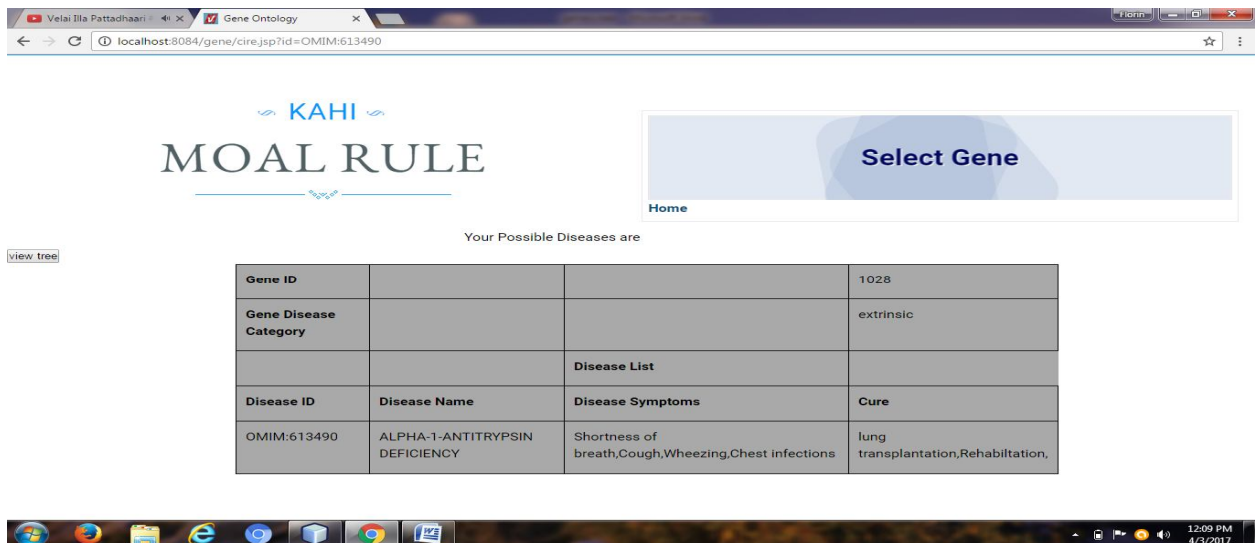 Velai Illa Pattadhaari
Gene Ontology
Fiorin
localhost:8084/gene/cire.jsp?id=OMIM:613490
KAHI
MOAL RULE
Select Gene
Home
Your Possible Diseases are
view tree
Gene ID 1028
Gene Disease Category extrinsic
Disease List
Disease ID Disease Name Disease Symptoms Cure
OMIM:613490 ALPHA-1-ANTITRYPSIN Shortness of lung
DEFICIENCY breath,Cough,Wheezing,Chest infections transplantation,Rehabiltation,
12:09 PM
4/3/2017